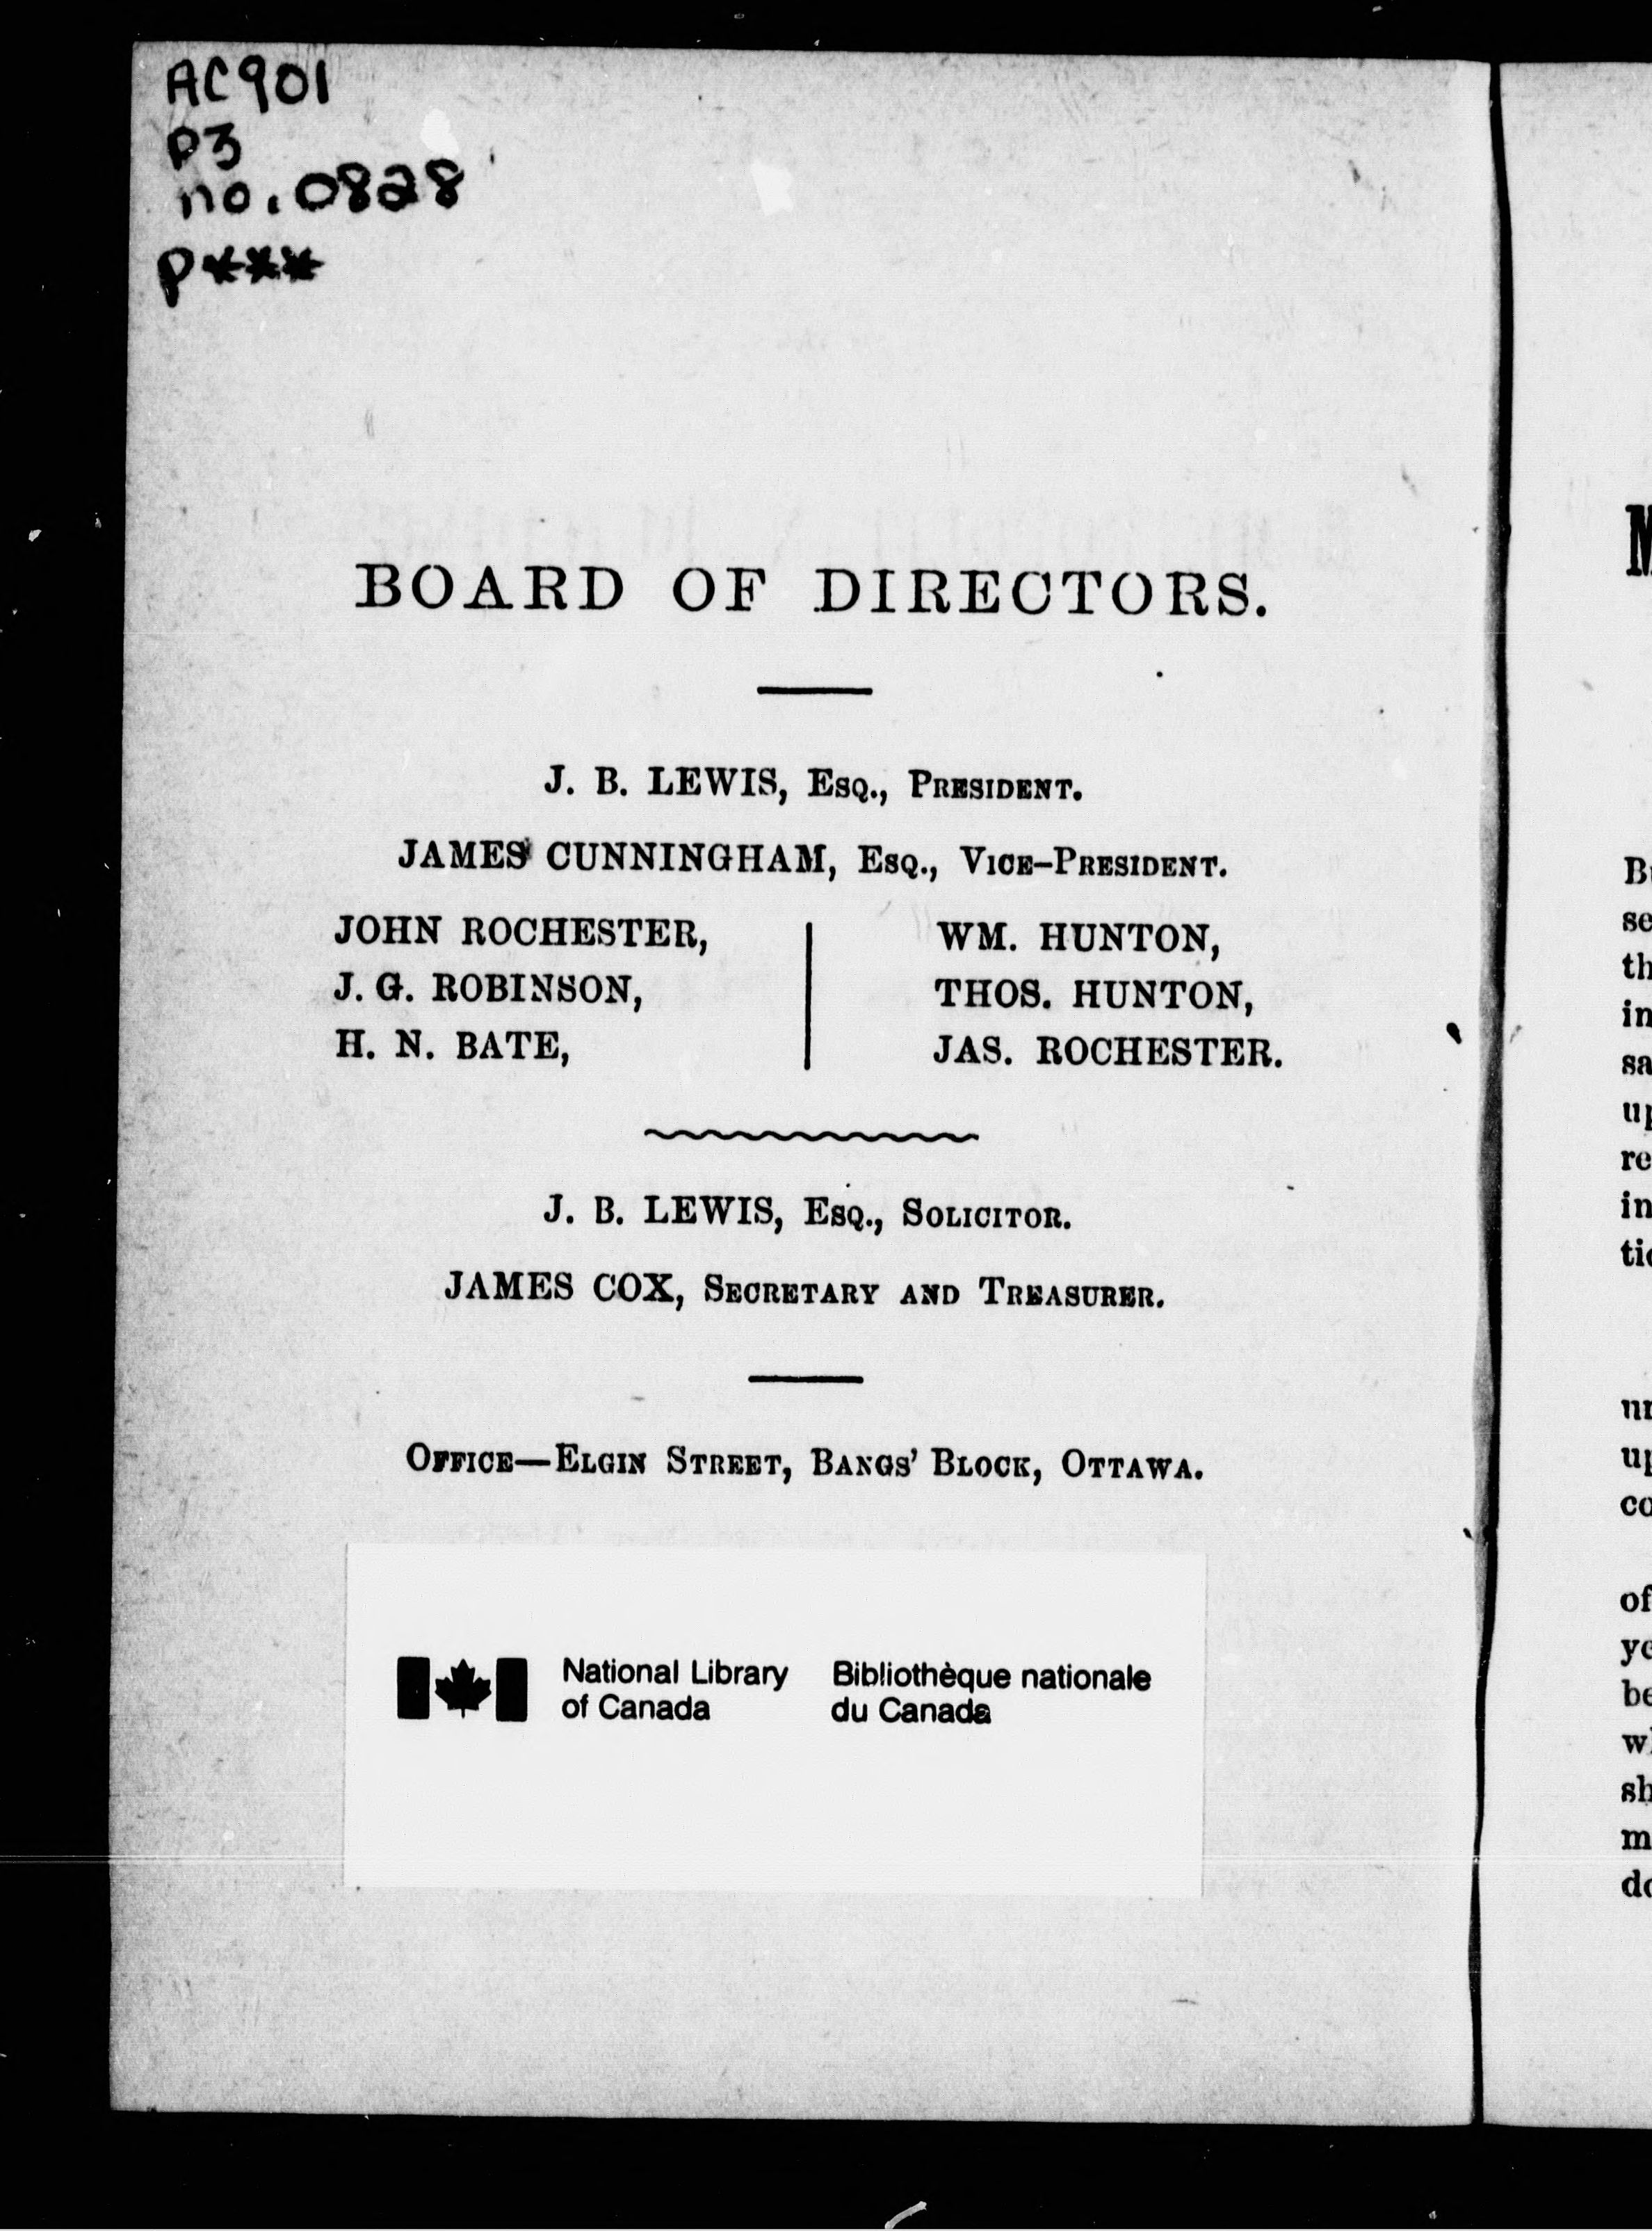 AC901
P3
no. 0828
P***
BOARD OF DIRECTORS.
J. B. LEWIS, Esq., President.
JAMES CUNNINGHAM, Esq., Vice-President.
JOHN ROCHESTER,
J. G. ROBINSON,
H. N. BATE,
WM. HUNTON,
THOS. HUNTON,
JAS. ROCHESTER.
J. B. LEWIS, Esq., Solicitor.
JAMES COX, Secretary and Treasurer.
Office—Elgin Street, Bangs' Block, Ottawa.
National Library
of Canada
Bibliothèque nationale
du Canada